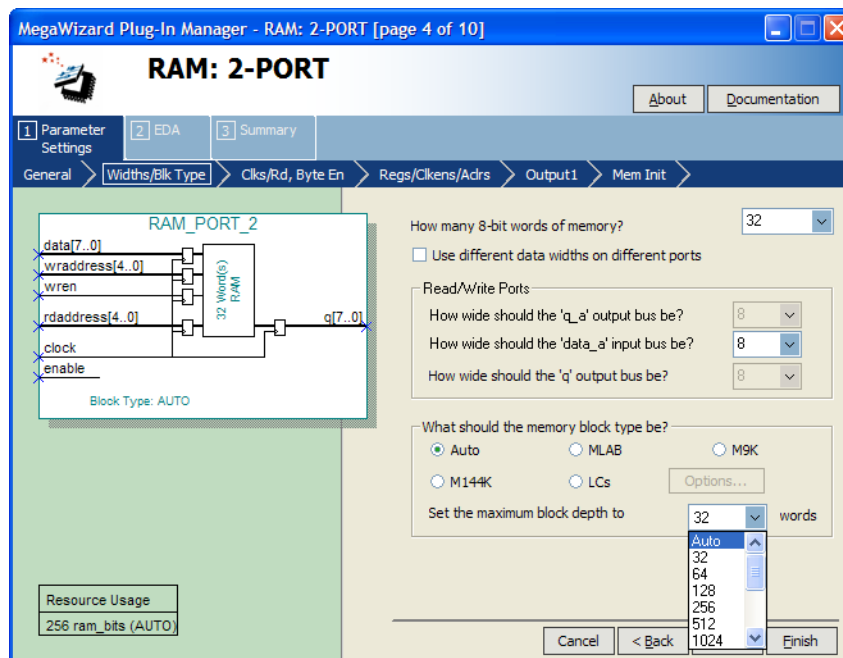 MegaWizard Plug-In Manager - RAM: 2-PORT [page 4 of 10]
RAM: 2-PORT
About
Documentation
1 Parameter Settings
2 EDA
3 Summary
General
Widths/Blk Type
Clks/Rd, Byte En
Regs/Clkens/Adrs
Output1
Mem Init
RAM_PORT_2
data[7..0]
wraddress[4..0]
wren
rdaddress[4..0]
clock
enable
32 Word(s)
RAM
q[7..0]
Block Type: AUTO
How many 8-bit words of memory?
32
Use different data widths on different ports
Read/Write Ports
How wide should the 'q_a' output bus be?
8
How wide should the 'data_a' input bus be?
8
How wide should the 'q' output bus be?
8
What should the memory block type be?
Auto
MLAB
M9K
M144K
LCs
Options...
Set the maximum block depth to
32
words
Auto
32
64
128
256
512
1024
Resource Usage
256 ram_bits (AUTO)
Cancel
< Back
Finish